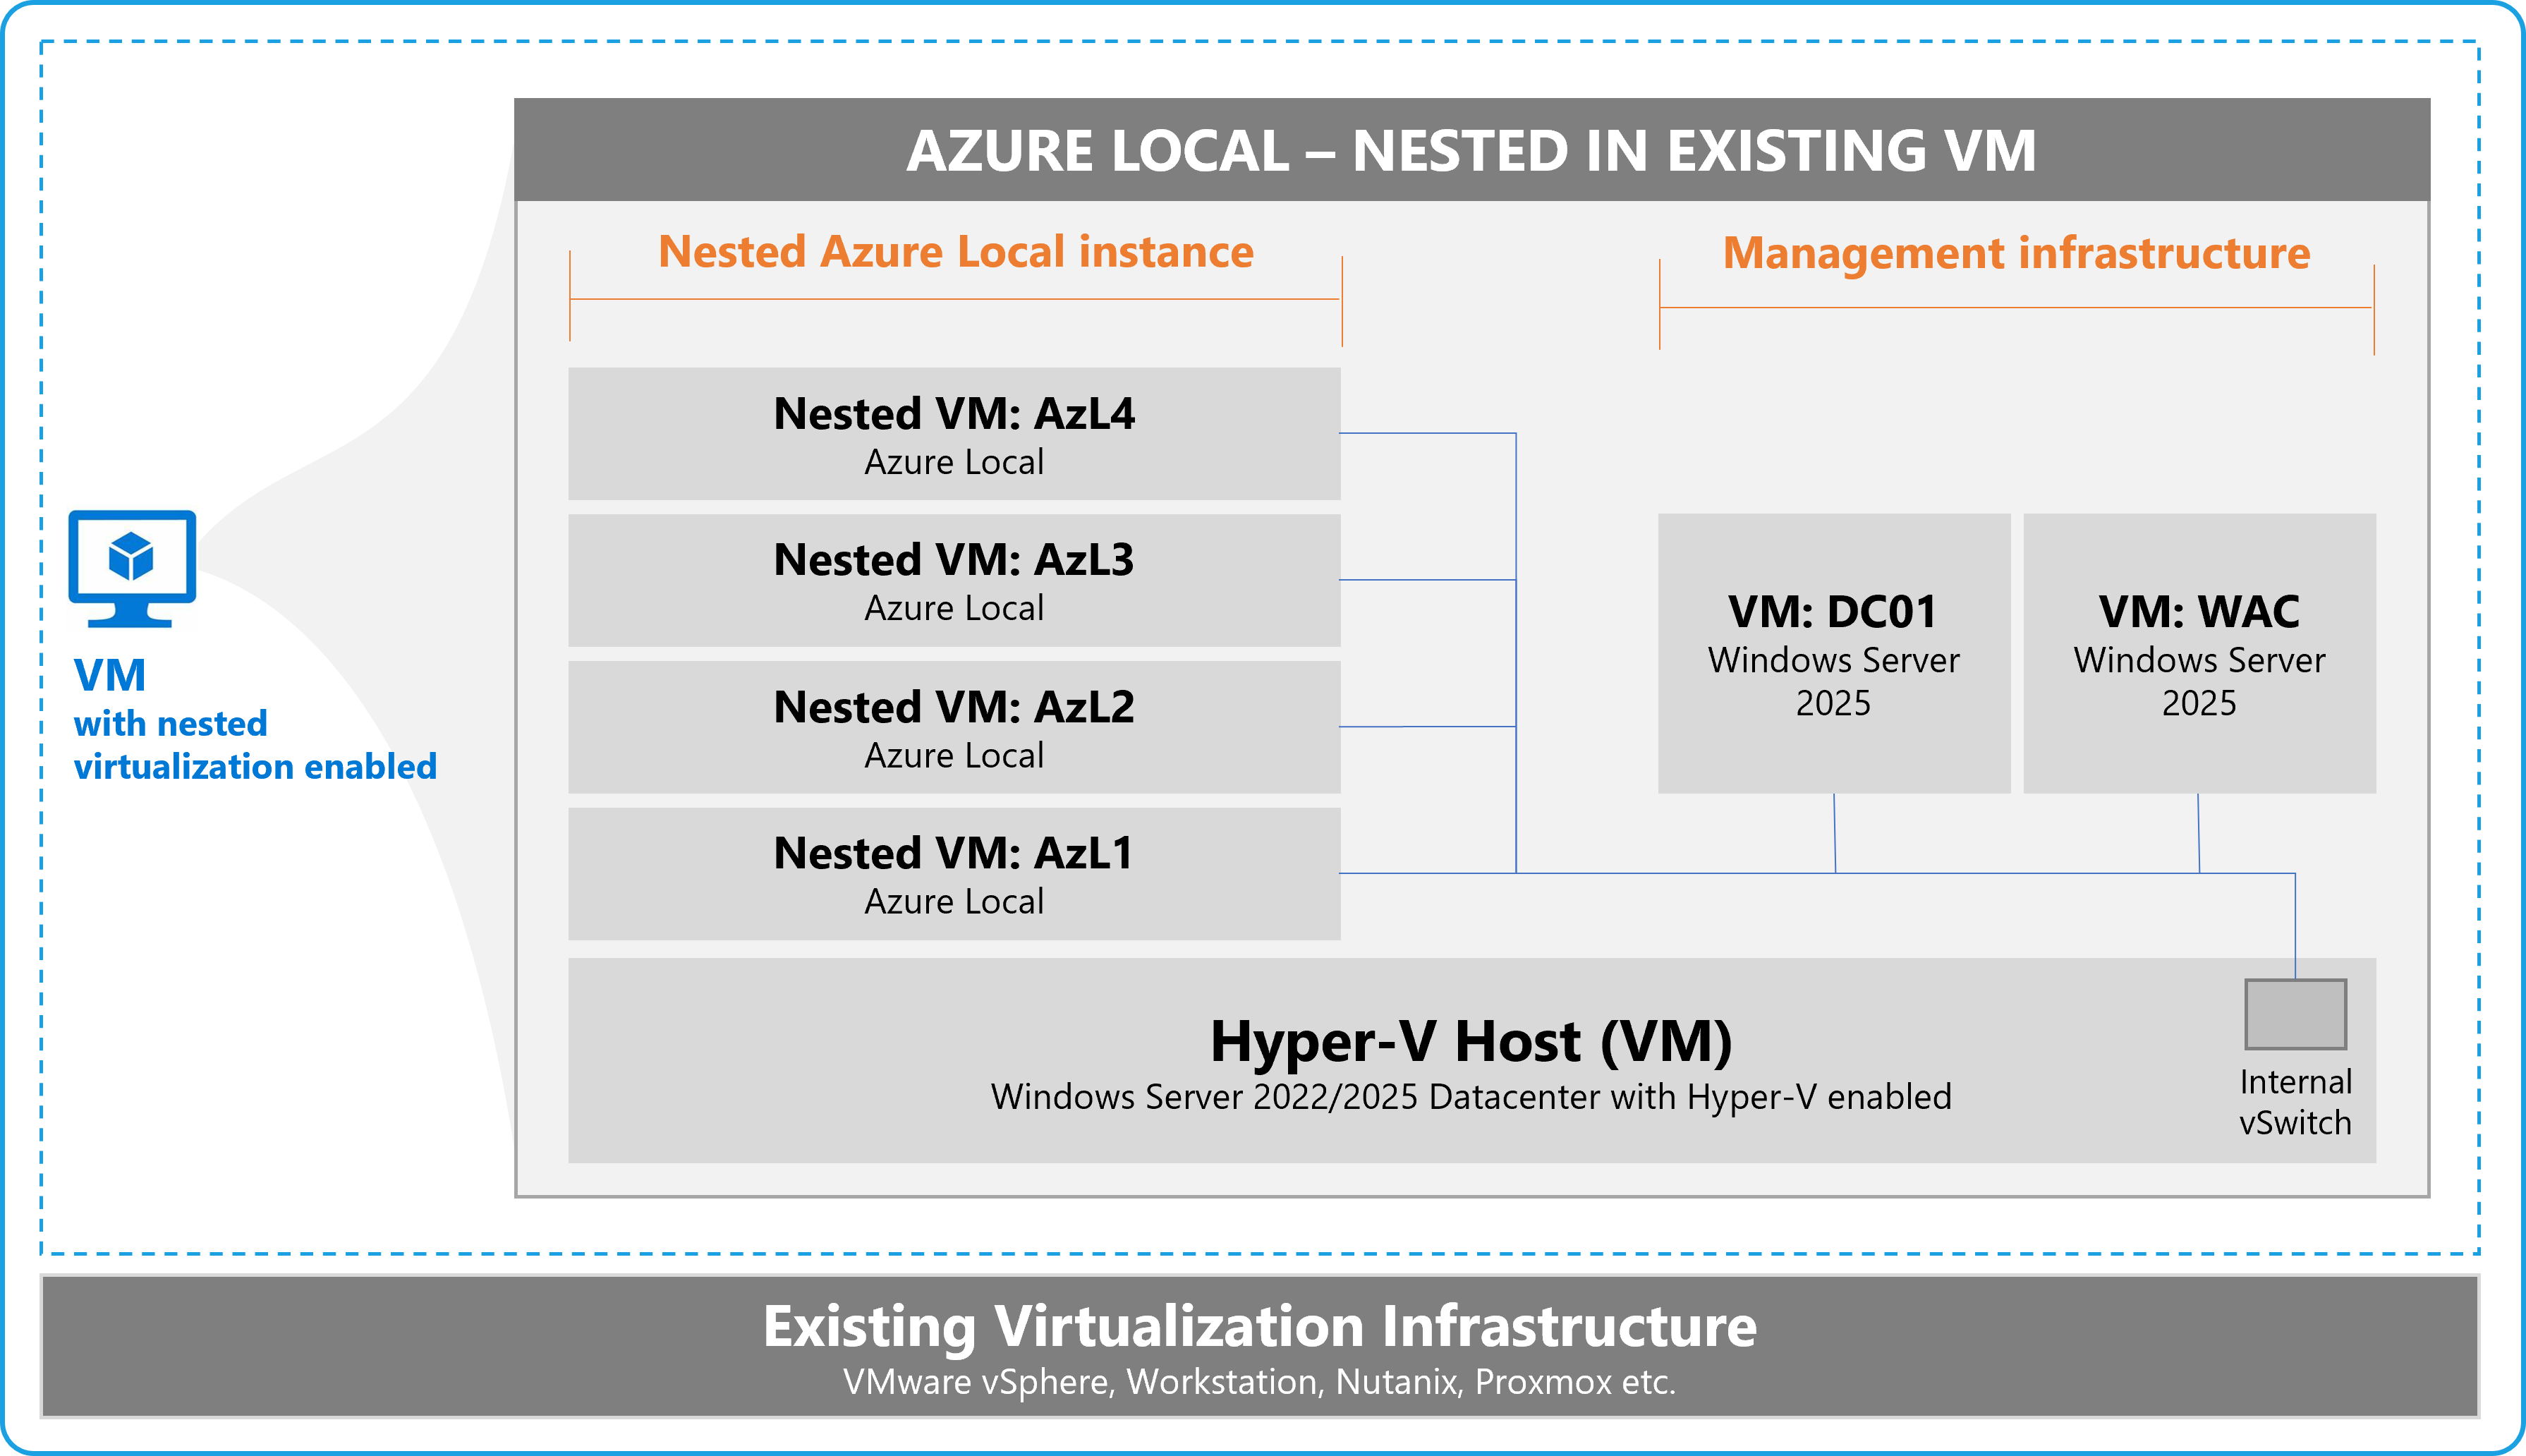 AZURE LOCAL – NESTED IN EXISTING VM
Nested Azure Local instance
Management infrastructure
Nested VM: AzL4
Azure Local
Nested VM: AzL3
Azure Local
Nested VM: AzL2
Azure Local
Nested VM: AzL1
Azure Local
VM: DC01
Windows Server
2025
VM: WAC
Windows Server
2025
VM
with nested
virtualization enabled
Hyper-V Host (VM)
Windows Server 2022/2025 Datacenter with Hyper-V enabled
Internal
vSwitch
Existing Virtualization Infrastructure
VMware vSphere, Workstation, Nutanix, Proxmox etc.